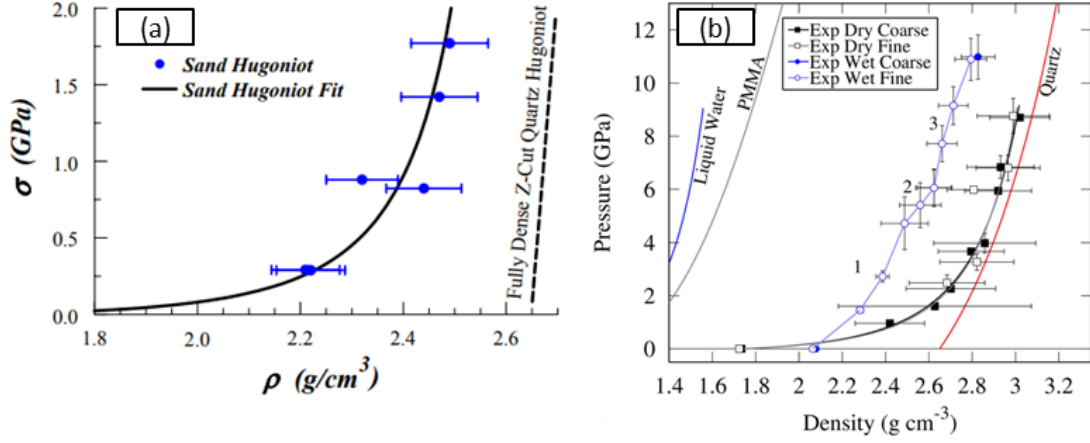 (a)
Sand Hugoniot
Sand Hugoniot Fit
Fully Dense Z-Cut Quartz Hugoniot
σ (GPa)
2.0
1.5
1.0
0.5
0.0
1.8 2.0 2.2 2.4 2.6
ρ (g/cm³)
(b)
Exp Dry Coarse
Exp Dry Fine
Exp Wet Coarse
Exp Wet Fine
Liquid Water
PMMA
Quartz
1
2
3
Pressure (GPa)
12
10
8
6
4
2
0
1.4 1.6 1.8 2 2.2 2.4 2.6 2.8 3 3.2
Density (g cm⁻³)